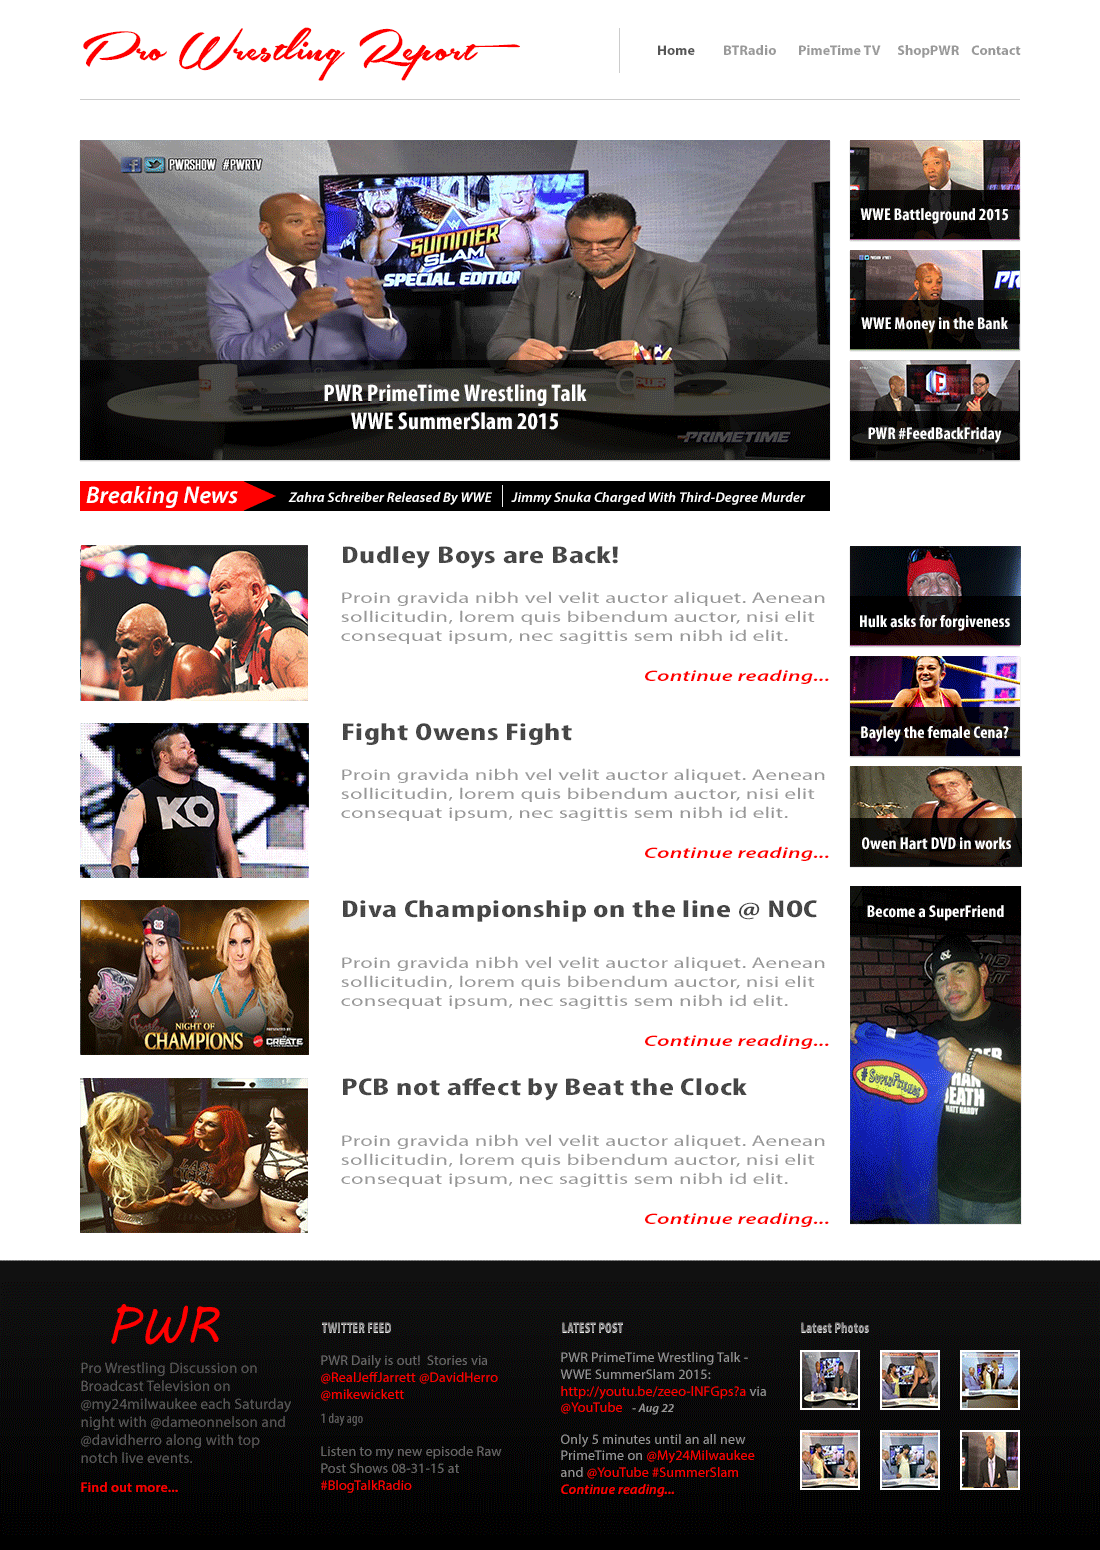 Pro Wrestling Report
Home BTRadio PimeTime TV ShopPWR Contact
PWRSHOW #PWRTV
SUMMER
SLAM
SPECIAL EDITION
PWR
PWR PrimeTime Wrestling Talk
WWE SummerSlam 2015
PRIMETIME
WWE Battleground 2015
WWE Money in the Bank
PWR #FeedBackFriday
Breaking News Zahra Schreiber Released By WWE Jimmy Snuka Charged With Third-Degree Murder
Dudley Boys are Back!
Proin gravida nibh vel velit auctor aliquet. Aenean
sollicitudin, lorem quis bibendum auctor, nisi elit
consequat ipsum, nec sagittis sem nibh id elit.
Continue reading...
KO
Fight Owens Fight
Proin gravida nibh vel velit auctor aliquet. Aenean
sollicitudin, lorem quis bibendum auctor, nisi elit
consequat ipsum, nec sagittis sem nibh id elit.
Continue reading...
NIGHT OF
CHAMPIONS
PRESENTED BY
CREATE
Diva Championship on the line @ NOC
Proin gravida nibh vel velit auctor aliquet. Aenean
sollicitudin, lorem quis bibendum auctor, nisi elit
consequat ipsum, nec sagittis sem nibh id elit.
Continue reading...
PCB not affect by Beat the Clock
Proin gravida nibh vel velit auctor aliquet. Aenean
sollicitudin, lorem quis bibendum auctor, nisi elit
consequat ipsum, nec sagittis sem nibh id elit.
Continue reading...
Hulk asks for forgiveness
Bayley the female Cena?
Owen Hart DVD in works
Become a SuperFriend
#SuperFriends
DEATH
MATT HARDY
PWR
Pro Wrestling Discussion on
Broadcast Television on
@my24milwaukee each Saturday
night with @dameonnelson and
@davidherro along with top
notch live events.
Find out more...
TWITTER FEED
PWR Daily is out! Stories via
@RealJeffJarrett @DavidHerro
@mikewickett
1 day ago
Listen to my new episode Raw
Post Shows 08-31-15 at
#BlogTalkRadio
LATEST POST
PWR PrimeTime Wrestling Talk -
WWE SummerSlam 2015:
http://youtu.be/zeeo-INFGps?a via
@YouTube - Aug 22
Only 5 minutes until an all new
PrimeTime on @My24Milwaukee
and @YouTube #SummerSlam
Continue reading...
Latest Photos